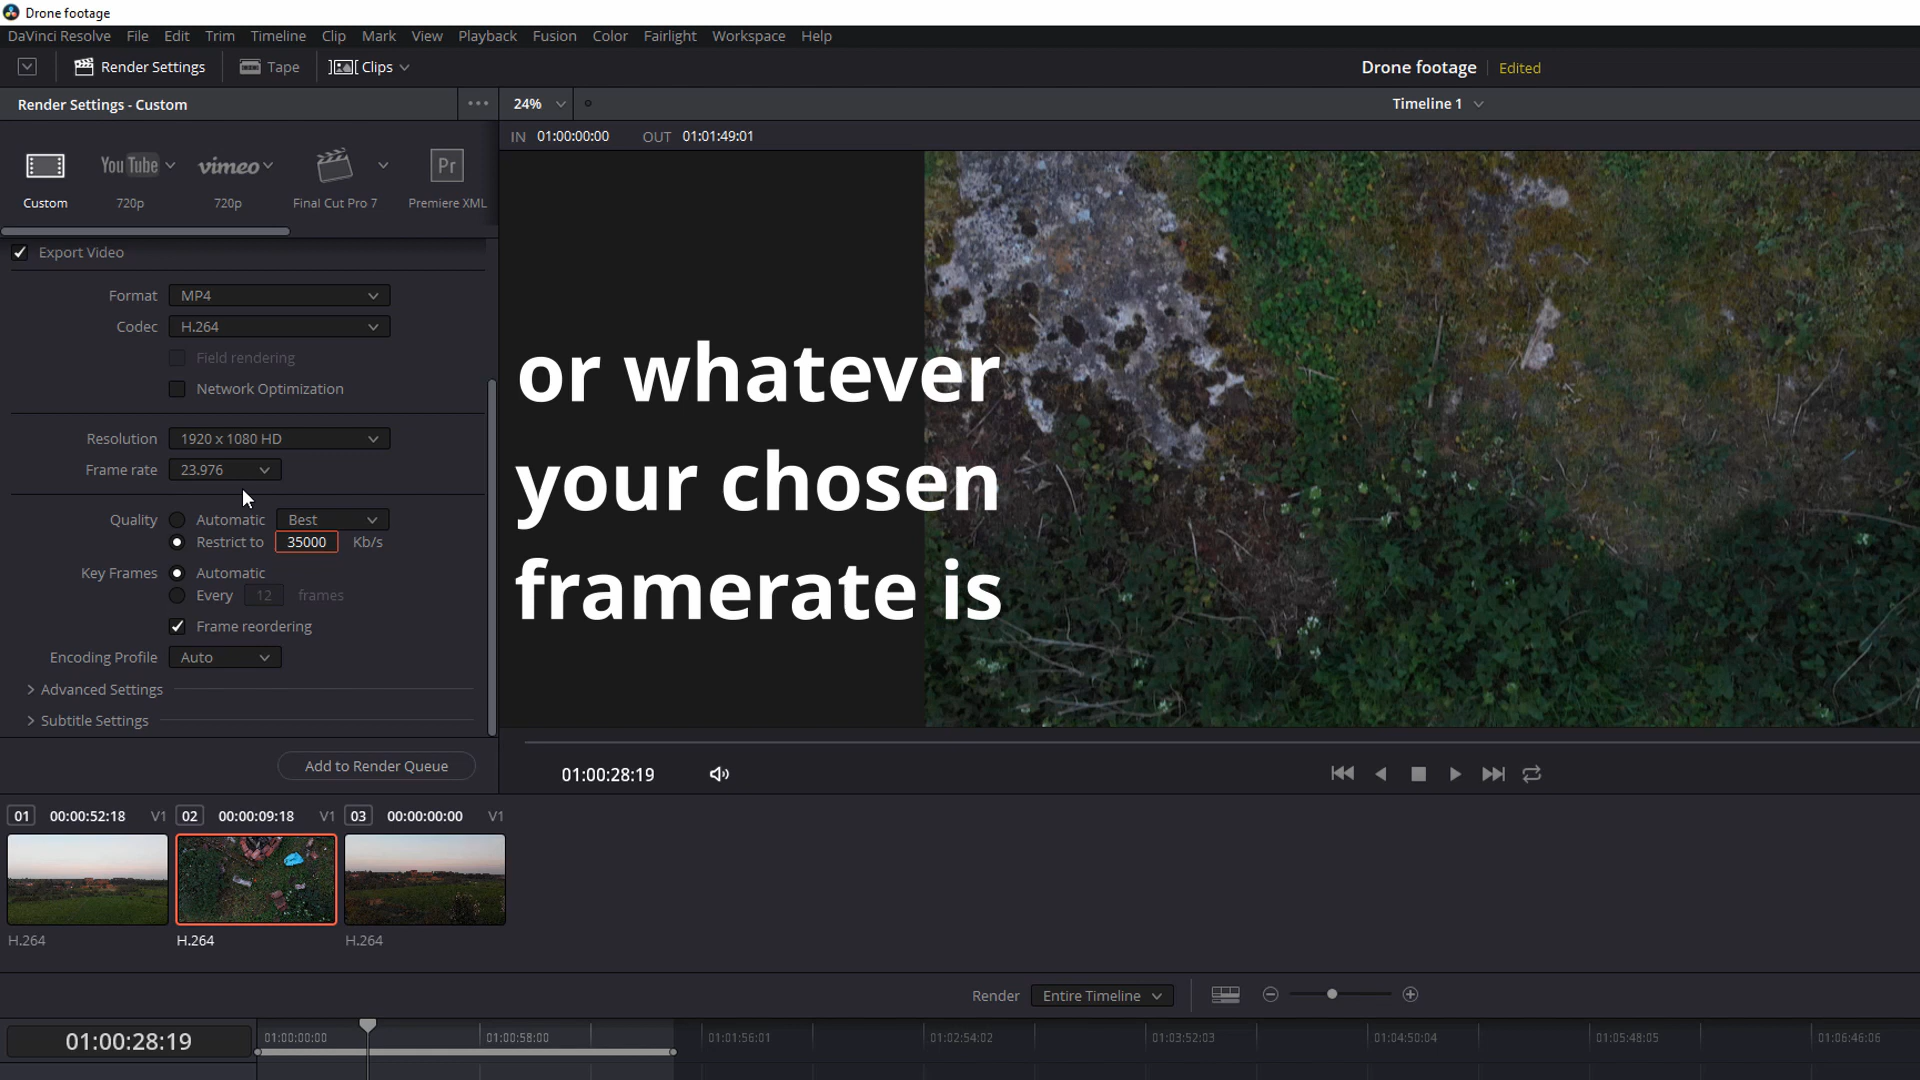 Drone footage
DaVinci Resolve File Edit Trim Timeline Clip Mark View Playback Fusion Color Fairlight Workspace Help
Render Settings Tape Clips Drone footage Edited
Render Settings - Custom 24% Timeline 1
IN 01:00:00:00 OUT 01:01:49:01
You Tube vimeo Pr
Custom 720p 720p Final Cut Pro 7 Premiere XML
Export Video
Format MP4
Codec H.264
Field rendering
Network Optimization
Resolution 1920 x 1080 HD
Frame rate 23.976
Quality Automatic Best
Restrict to 35000 Kb/s
Key Frames Automatic
Every 12 frames
Frame reordering
Encoding Profile Auto
Advanced Settings
Subtitle Settings
Add to Render Queue
or whatever
your chosen
framerate is
01:00:28:19
01 00:00:52:18 V1 02 00:00:09:18 V1 03 00:00:00:00 V1
H.264 H.264 H.264
Render Entire Timeline
01:00:28:19 01:00:00:00 01:00:58:00 01:01:56:01 01:02:54:02 01:03:52:03 01:04:50:04 01:05:48:05 01:06:46:06